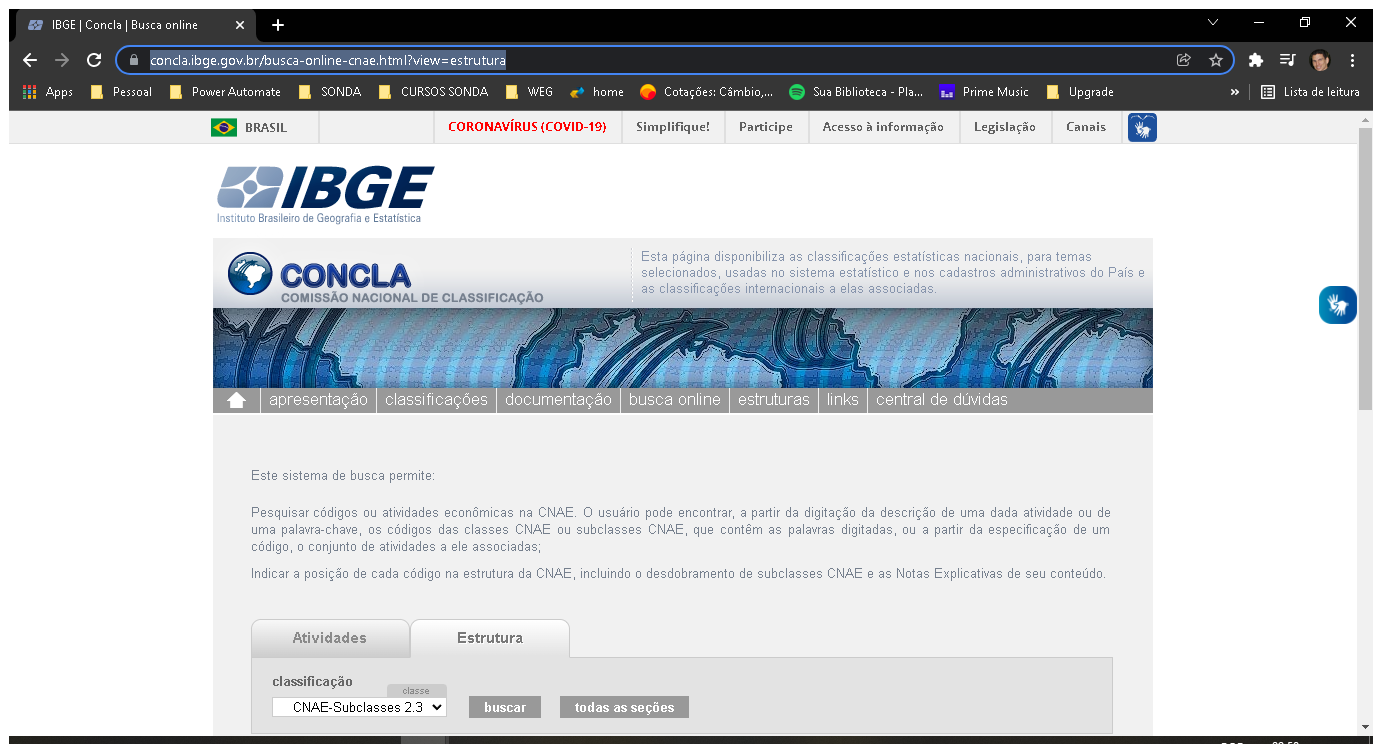 IBGE | Concla | Busca online
concla.ibge.gov.br/busca-online-cnae.html?view=estrutura
Apps Pessoal Power Automate SONDA CURSOS SONDA WEG home Cotações: Câmbio,... Sua Biblioteca - Pla... Prime Music Upgrade » Lista de leitura
BRASIL CORONAVÍRUS (COVID-19) Simplifique! Participe Acesso à informação Legislação Canais
IBGE
Instituto Brasileiro de Geografia e Estatística
CONCLA
COMISSÃO NACIONAL DE CLASSIFICAÇÃO
Esta página disponibiliza as classificações estatísticas nacionais, para temas
selecionados, usadas no sistema estatístico e nos cadastros administrativos do País e
as classificações internacionais a elas associadas.
apresentação classificações documentação busca online estruturas links central de dúvidas
Este sistema de busca permite:
Pesquisar códigos ou atividades econômicas na CNAE. O usuário pode encontrar, a partir da digitação da descrição de uma dada atividade ou de
uma palavra-chave, os códigos das classes CNAE ou subclasses CNAE, que contêm as palavras digitadas, ou a partir da especificação de um
código, o conjunto de atividades a ele associadas;
Indicar a posição de cada código na estrutura da CNAE, incluindo o desdobramento de subclasses CNAE e as Notas Explicativas de seu conteúdo.
Atividades Estrutura
classificação
classe
CNAE-Subclasses 2.3 buscar todas as seções